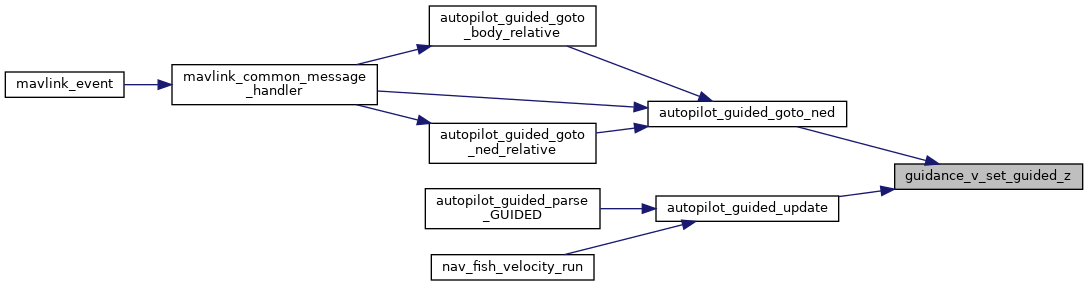 autopilot_guided_goto
_body_relative
mavlink_event
mavlink_common_message
_handler
autopilot_guided_goto_ned
autopilot_guided_goto
_ned_relative
guidance_v_set_guided_z
autopilot_guided_parse
_GUIDED
autopilot_guided_update
nav_fish_velocity_run